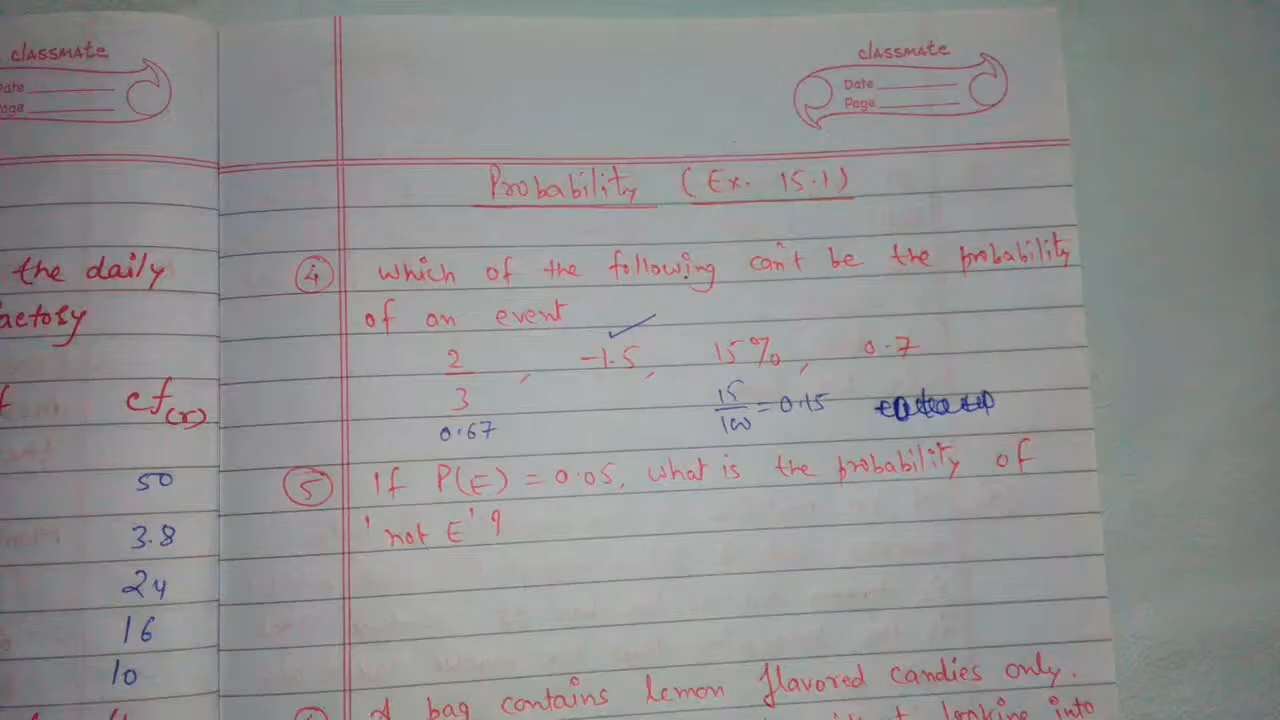 classmate
Date
Page
the daily
actory
cf(r)
50
3.8
24
16
10
classmate
Date
Page
Probability (Ex. 15.1)
4 which of the following can't be the probability
of an event
2/3, -1.5, 15%, 0.7
0.67 15/100 = 0.15
5 If P(E) = 0.05, what is the probability of
'not E'?
A bag contains lemon flavored candies only.
looking into